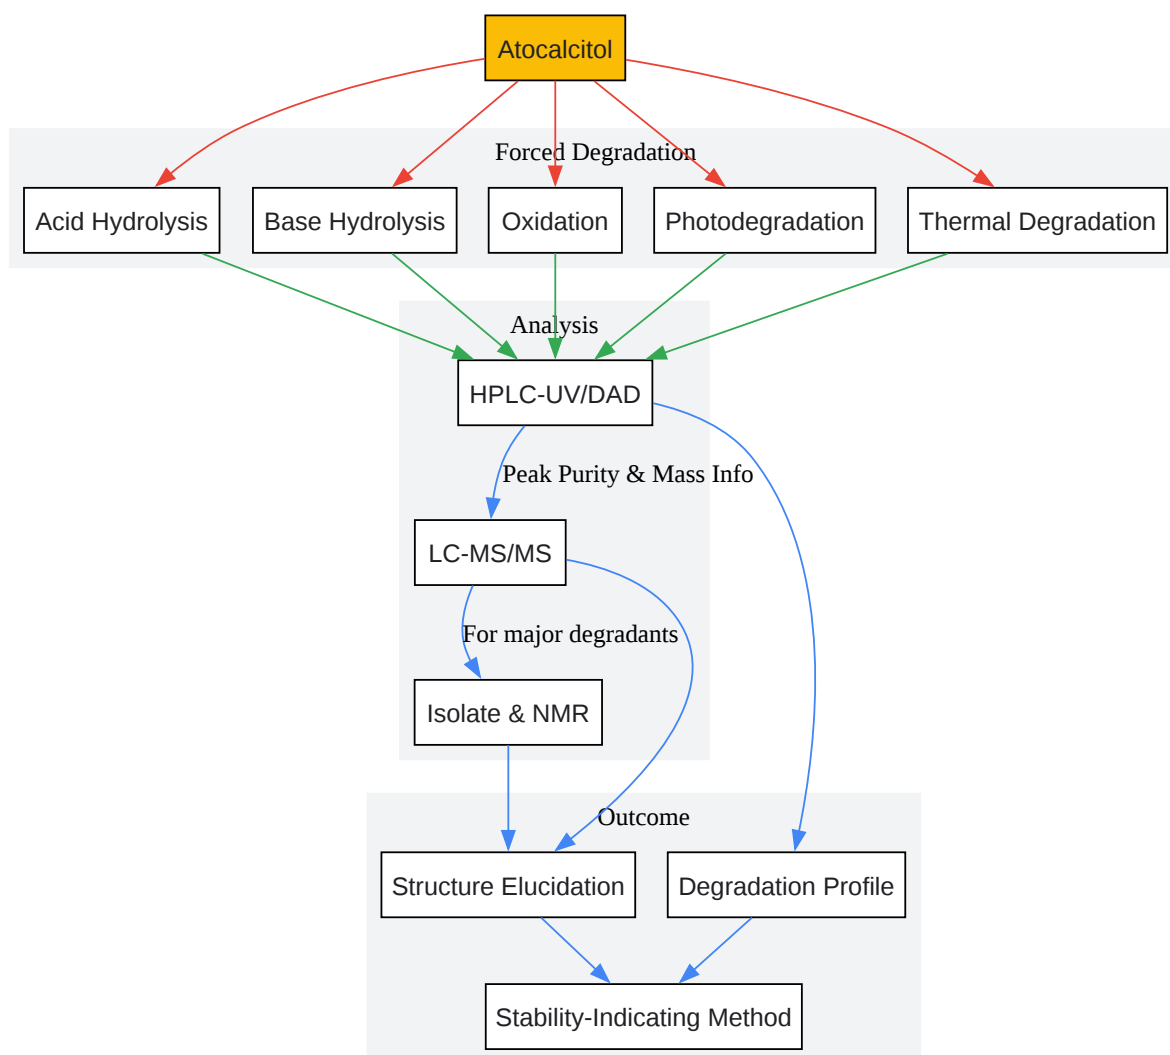 Atocalcitol
Forced Degradation
Acid Hydrolysis
Base Hydrolysis
Oxidation
Photodegradation
Thermal Degradation
Analysis
HPLC-UV/DAD
Peak Purity & Mass Info
LC-MS/MS
For major degradants
Isolate & NMR
Outcome
Structure Elucidation
Degradation Profile
Stability-Indicating Method